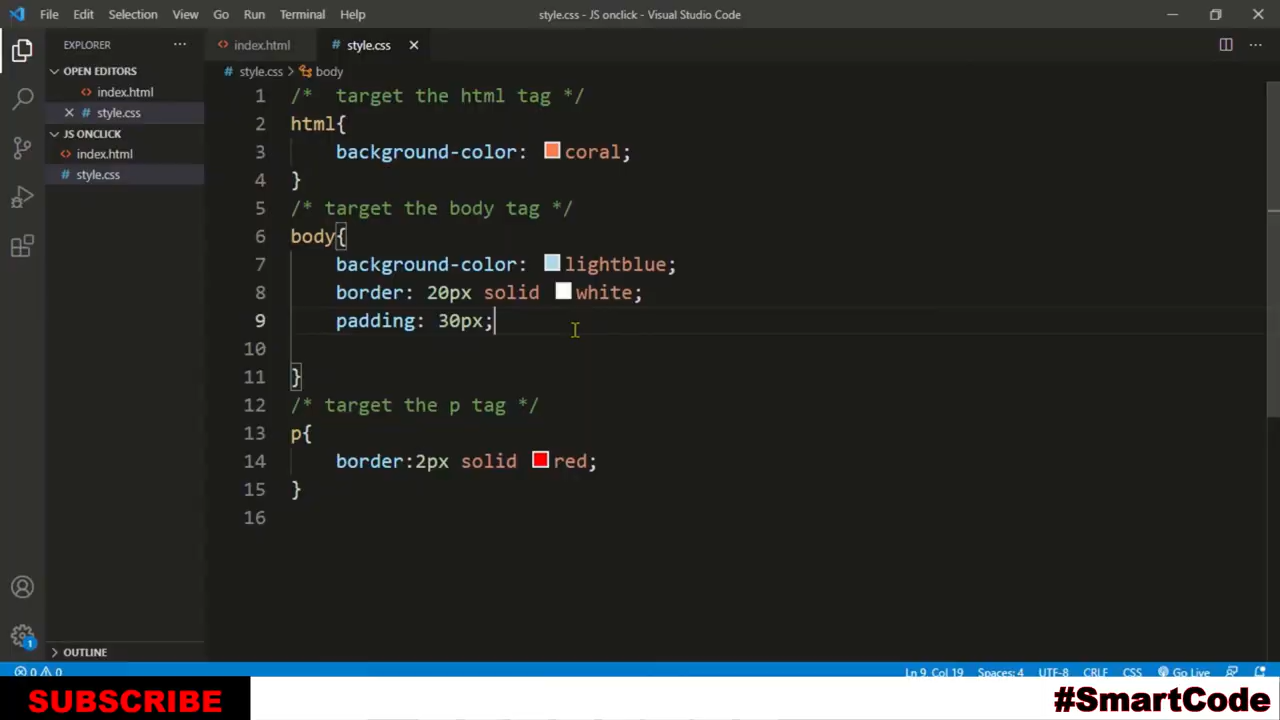 File Edit Selection View Go Run Terminal Help style.css - JS onclick - Visual Studio Code
EXPLORER
OPEN EDITORS
index.html
style.css
JS ONCLICK
index.html
style.css
OUTLINE
index.html style.css
style.css > body
1 /*  target the html tag */
2 html{
3 background-color: coral;
4 }
5 /* target the body tag */
6 body{
7 background-color: lightblue;
8 border: 20px solid white;
9 padding: 30px;
10
11 }
12 /* target the p tag */
13 p{
14 border:2px solid red;
15 }
16
1
0 0 Ln 9, Col 19 Spaces: 4 UTF-8 CRLF CSS Go Live
SUBSCRIBE #SmartCode